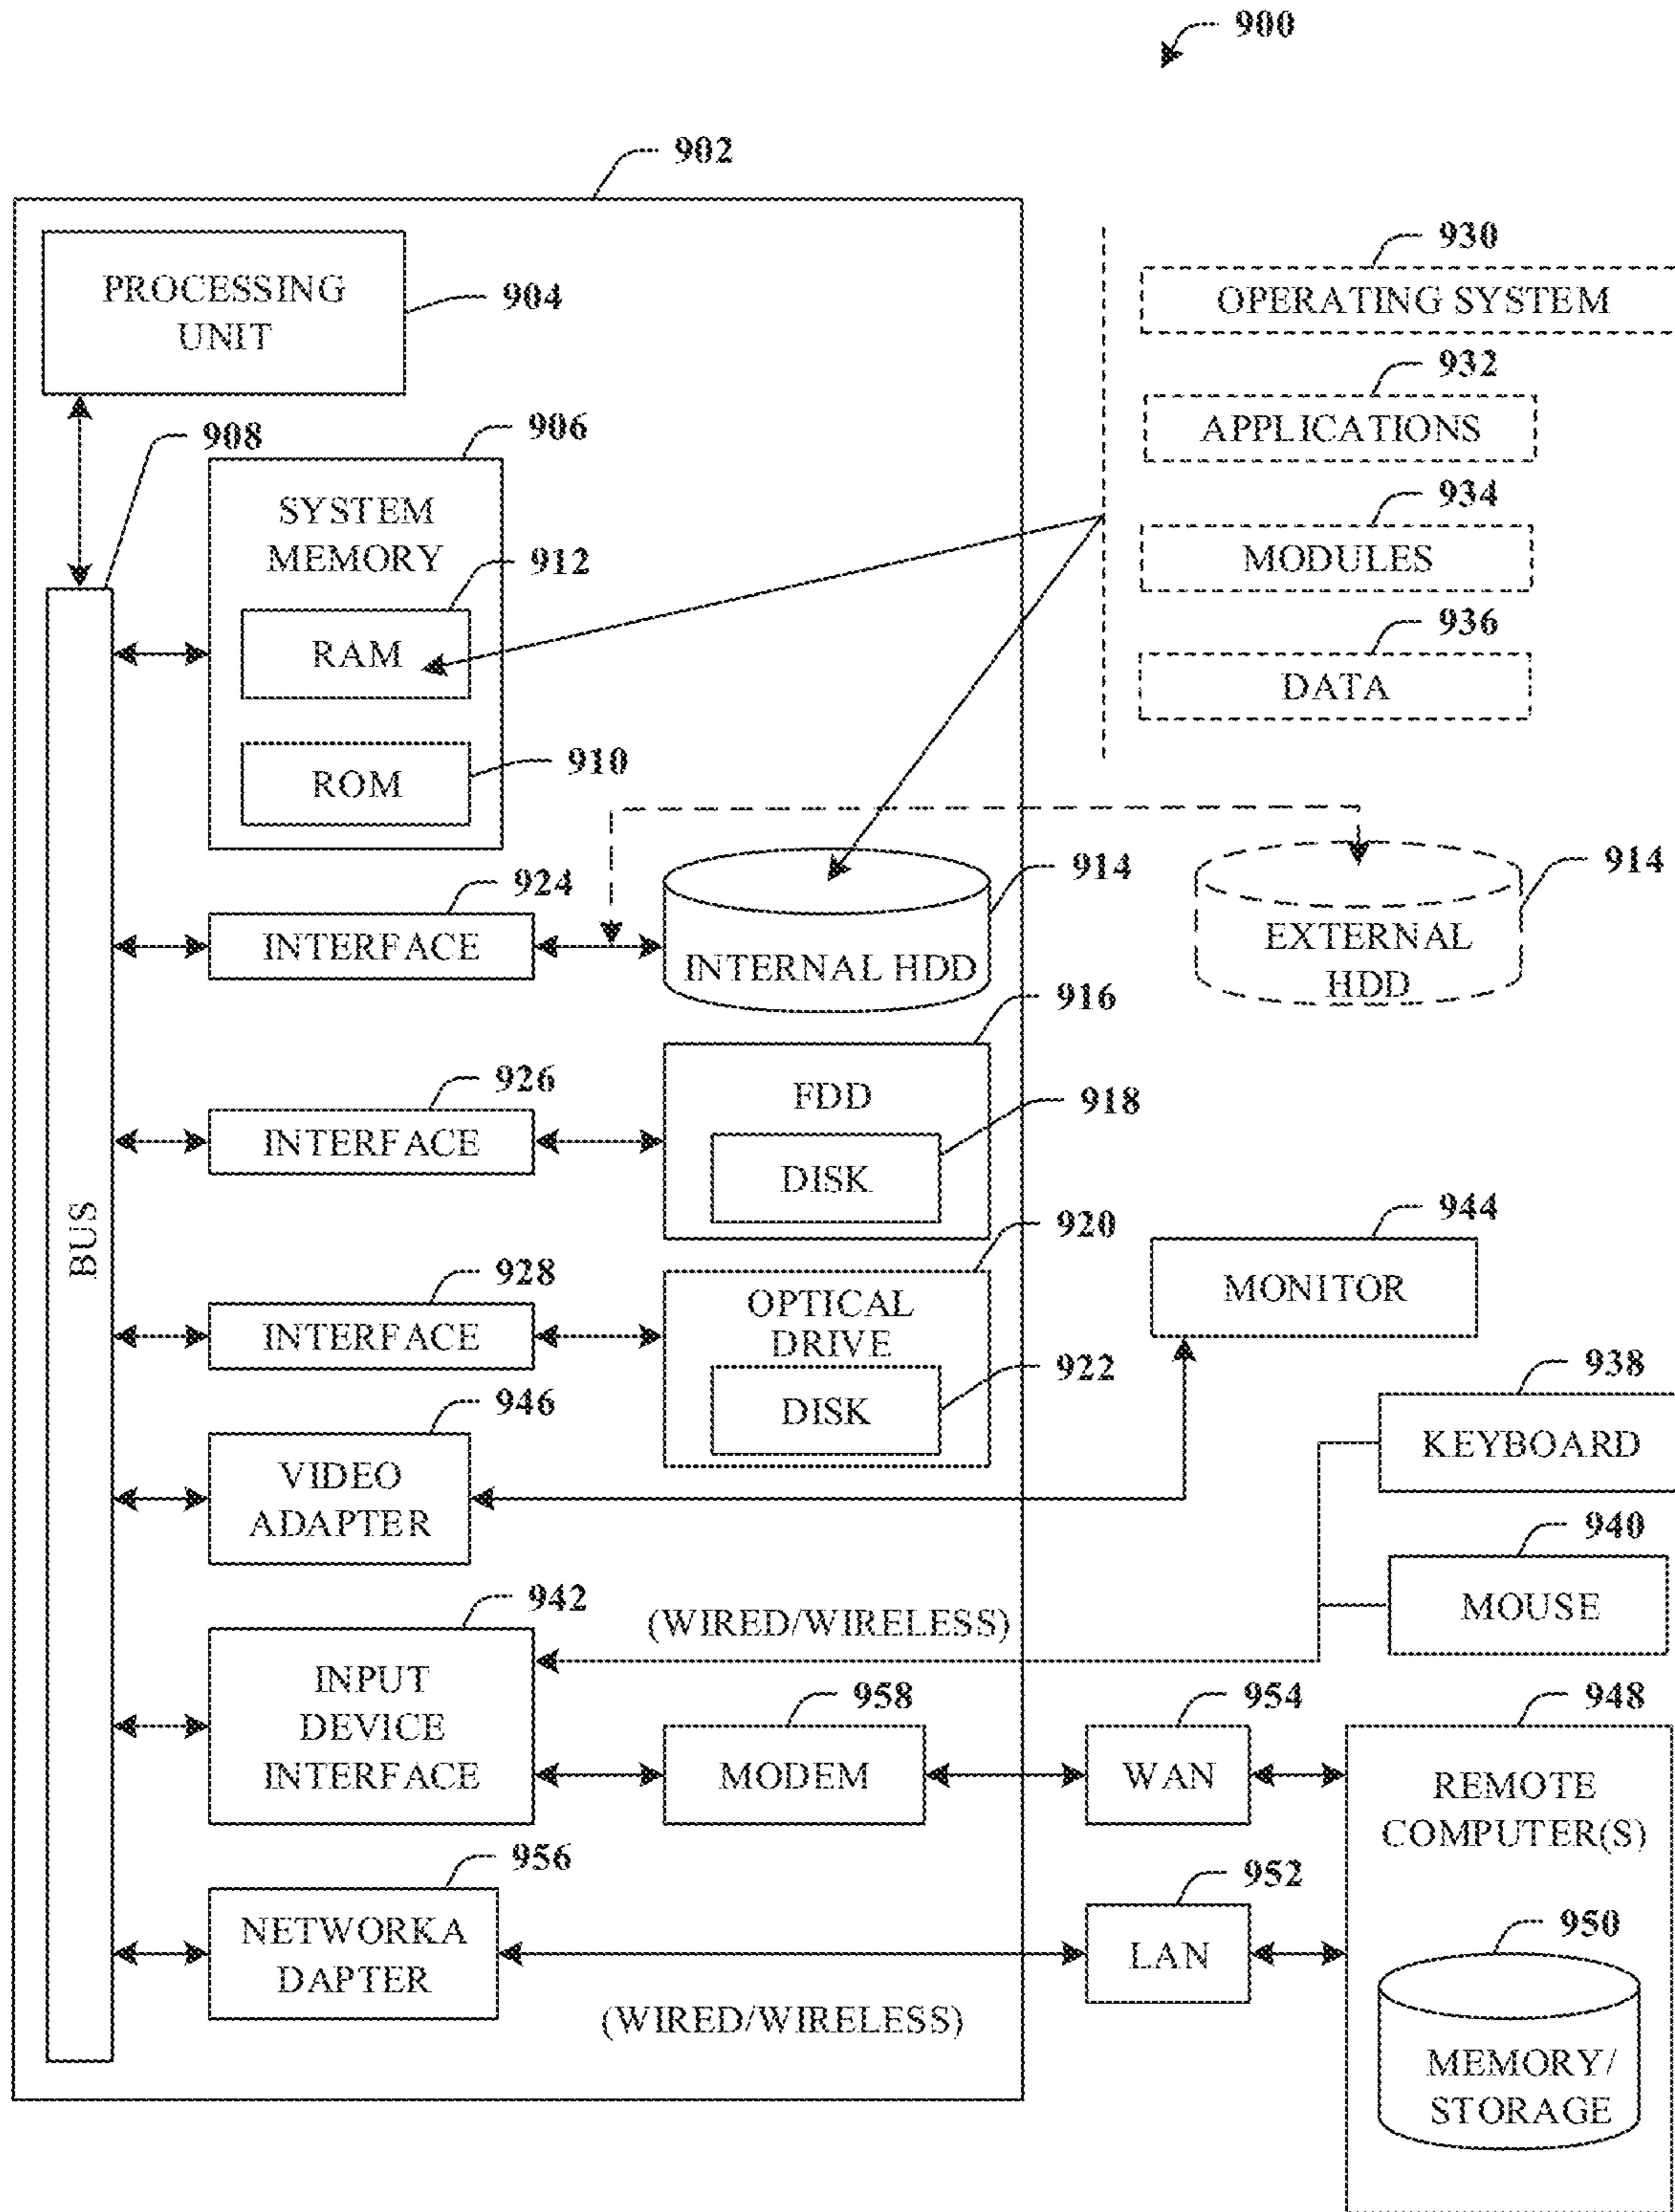 900
902
PROCESSING
UNIT
904
930
OPERATING SYSTEM
932
APPLICATIONS
934
MODULES
936
DATA
908
906
SYSTEM
MEMORY
912
RAM
910
ROM
BUS
924
INTERFACE
914
INTERNAL HDD
914
EXTERNAL
HDD
926
INTERFACE
916
FDD
918
DISK
928
INTERFACE
920
OPTICAL
DRIVE
922
DISK
944
MONITOR
946
VIDEO
ADAPTER
938
KEYBOARD
940
MOUSE
942
INPUT
DEVICE
INTERFACE
(WIRED/WIRELESS)
958
MODEM
954
WAN
948
REMOTE
COMPUTER(S)
956
NETWORKA
DAPTER
(WIRED/WIRELESS)
952
LAN
950
MEMORY/
STORAGE